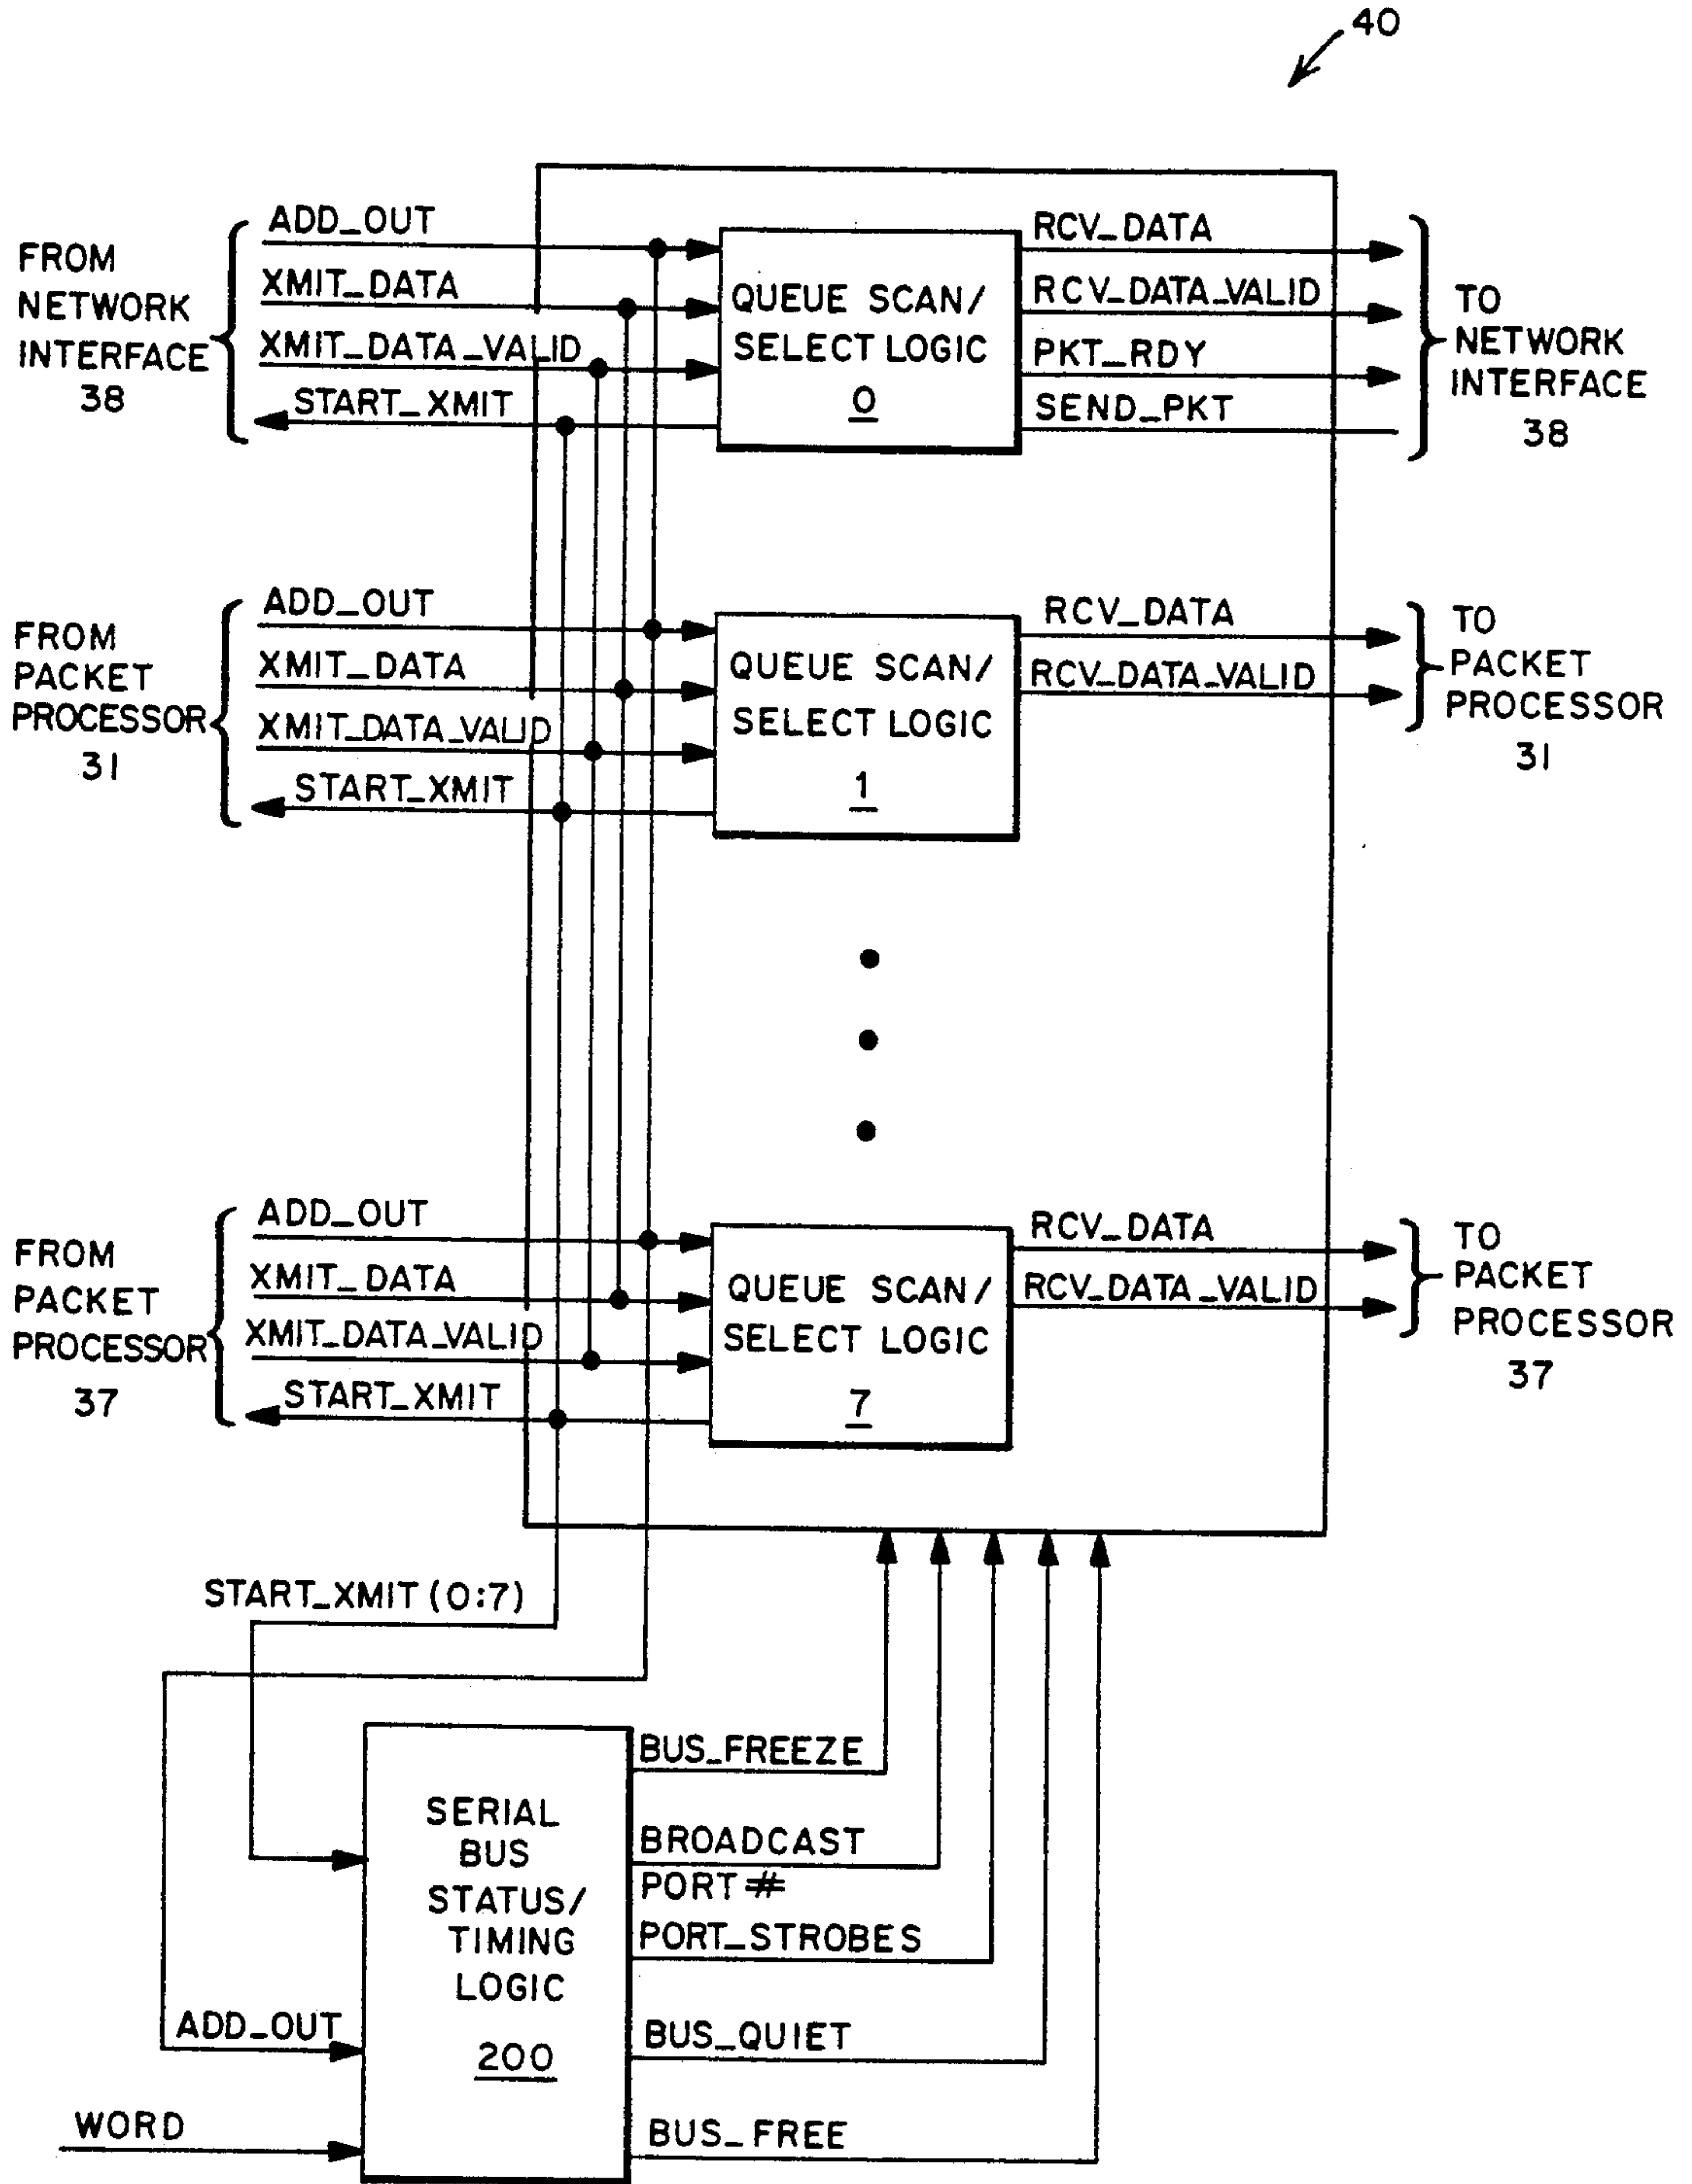 40
FROM
NETWORK
INTERFACE
38
ADD_OUT
XMIT_DATA
XMIT_DATA_VALID
START_XMIT
QUEUE SCAN/
SELECT LOGIC
0
RCV_DATA
RCV_DATA_VALID
PKT_RDY
SEND_PKT
TO
NETWORK
INTERFACE
38
FROM
PACKET
PROCESSOR
31
ADD_OUT
XMIT_DATA
XMIT_DATA_VALID
START_XMIT
QUEUE SCAN/
SELECT LOGIC
1
RCV_DATA
RCV_DATA_VALID
TO
PACKET
PROCESSOR
31
FROM
PACKET
PROCESSOR
37
ADD_OUT
XMIT_DATA
XMIT_DATA_VALID
START_XMIT
QUEUE SCAN/
SELECT LOGIC
7
RCV_DATA
RCV_DATA_VALID
TO
PACKET
PROCESSOR
37
START_XMIT (0:7)
ADD_OUT
WORD
SERIAL
BUS
STATUS/
TIMING
LOGIC
200
BUS_FREEZE
BROADCAST
PORT #
PORT_STROBES
BUS_QUIET
BUS_FREE